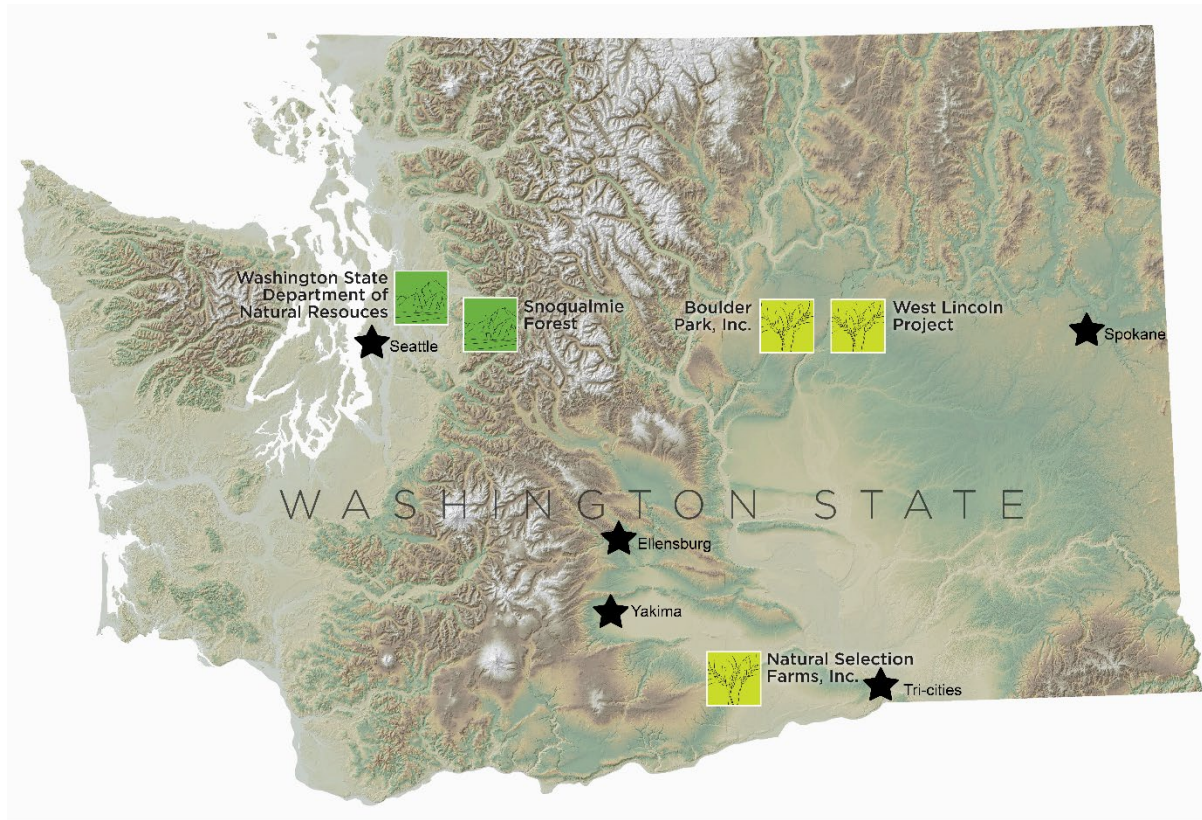 Washington State
Department of
Natural Resouces
Snoqualmie
Forest
Boulder
Park, Inc.
West Lincoln
Project
Seattle
Spokane
WASHINGTON STATE
Ellensburg
Yakima
Natural Selection
Farms, Inc.
Tri-cities